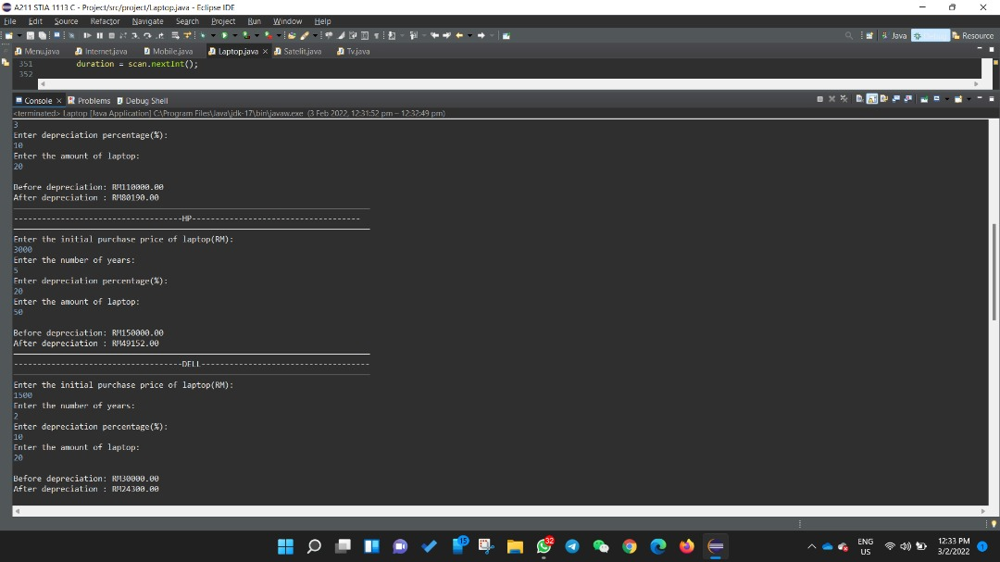 A211 STIA 1113 C - Project/src/project/Laptop.java - Eclipse IDE
File Edit Source Refactor Navigate Search Project Run Window Help
Java Resource
Menu.java Internet.java Mobile.java Laptop.java Satelit.java Tv.java
351 duration = scan.nextInt();
352
Console Problems Debug Shell
<terminated> Laptop [Java Application] C:\Program Files\Java\jdk-17\bin\javaw.exe (3 Feb 2022, 12:31:52 pm – 12:32:49 pm)
3
Enter depreciation percentage(%):
10
Enter the amount of laptop:
20
Before depreciation: RM110000.00
After depreciation : RM80190.00
------------------------------------HP------------------------------------
Enter the initial purchase price of laptop(RM):
3000
Enter the number of years:
5
Enter depreciation percentage(%):
20
Enter the amount of laptop:
50
Before depreciation: RM150000.00
After depreciation : RM49152.00
------------------------------------DELL------------------------------------
Enter the initial purchase price of laptop(RM):
1500
Enter the number of years:
2
Enter depreciation percentage(%):
10
Enter the amount of laptop:
20
Before depreciation: RM30000.00
After depreciation : RM24300.00
15
32
ENG
US
12:33 PM
3/2/2022
1